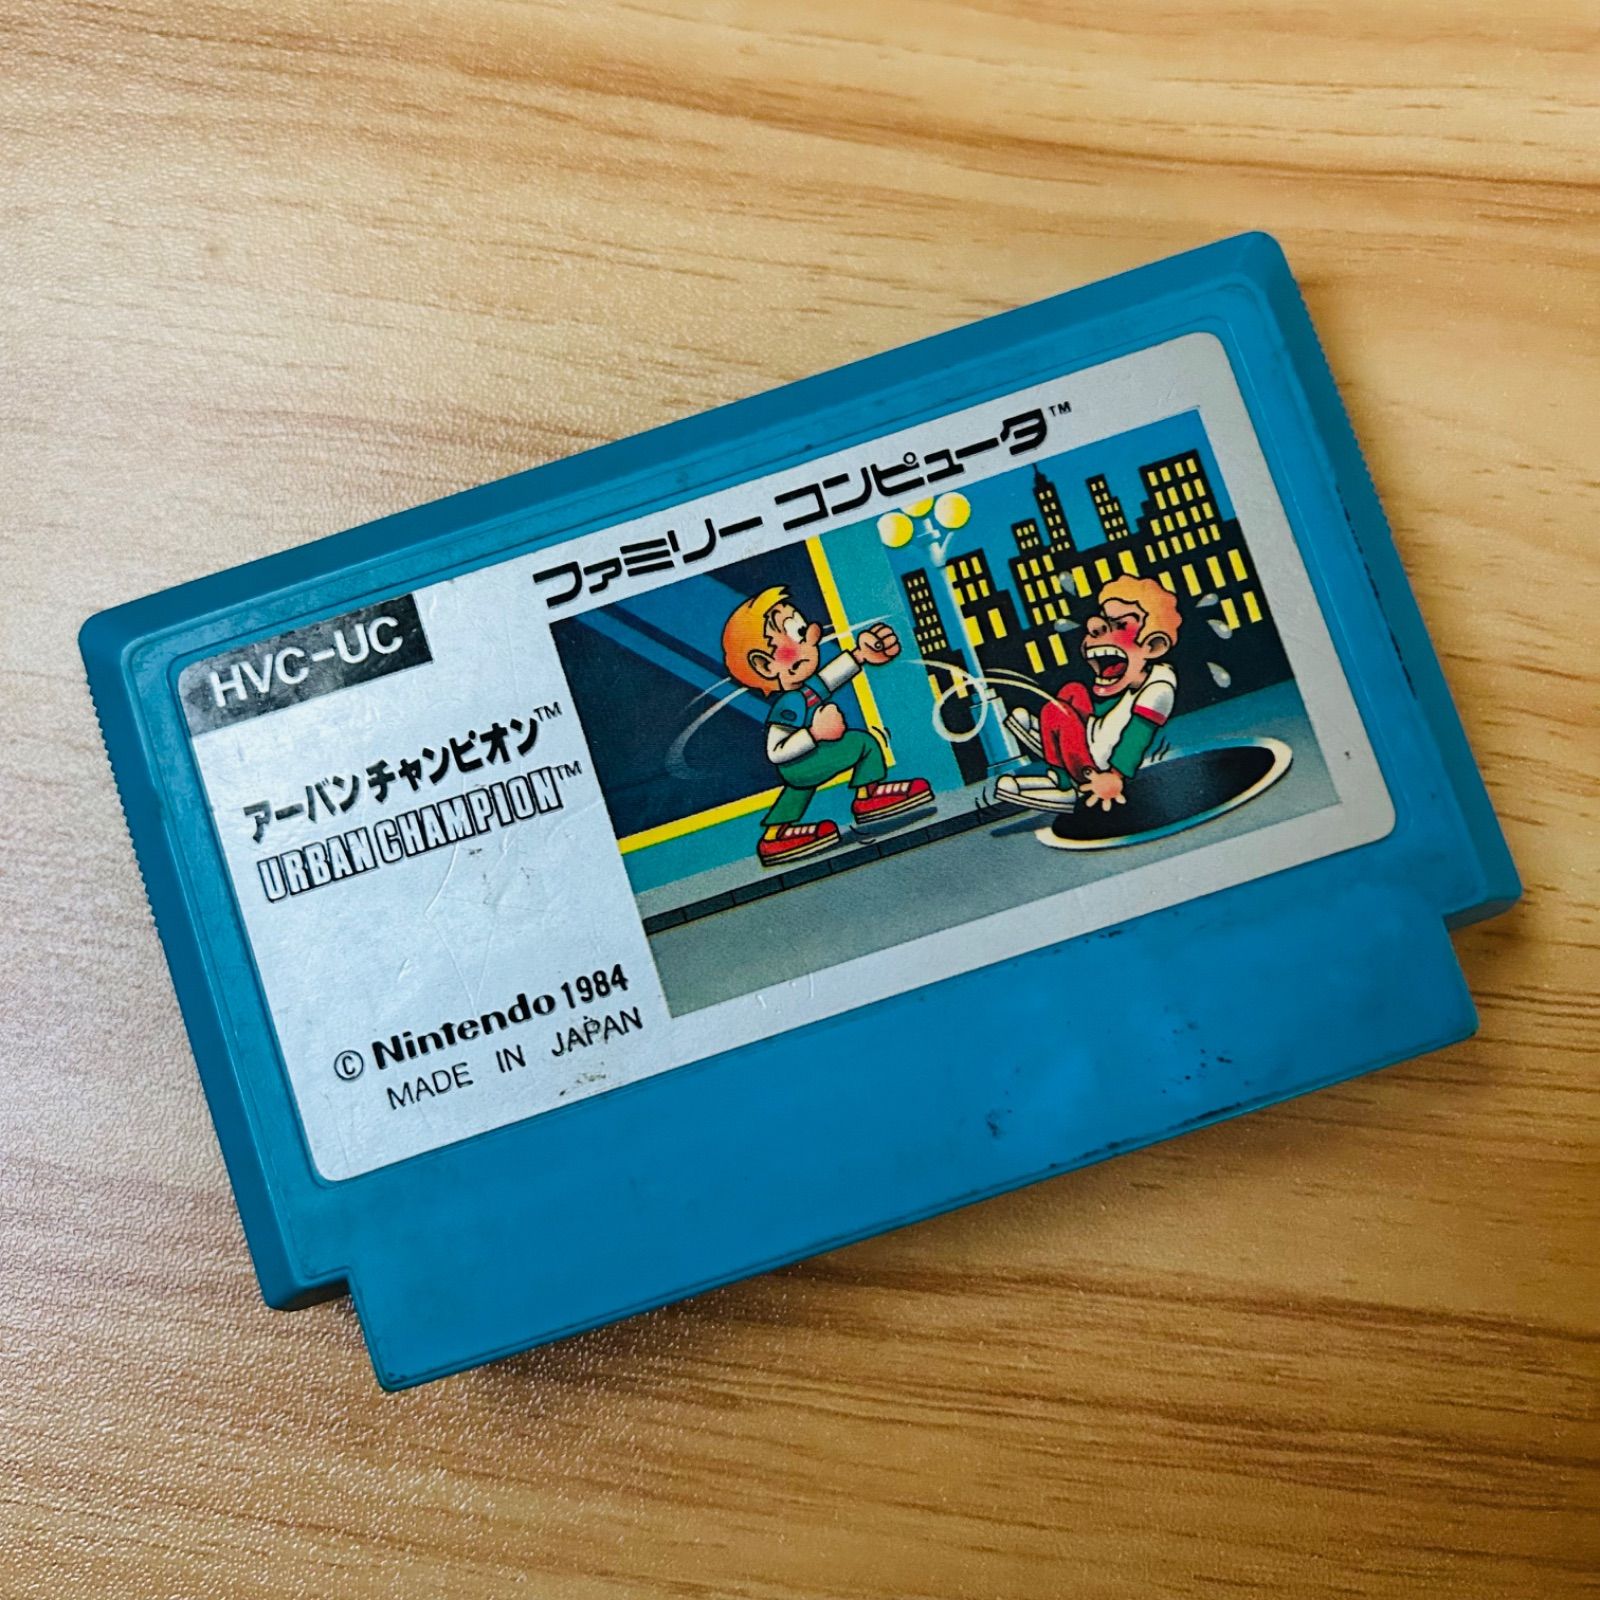 ファミリー コンピュータ™
HVC-UC
アーバンチャンピオン™
URBAN CHAMPION™
© Nintendo 1984
MADE IN JAPAN